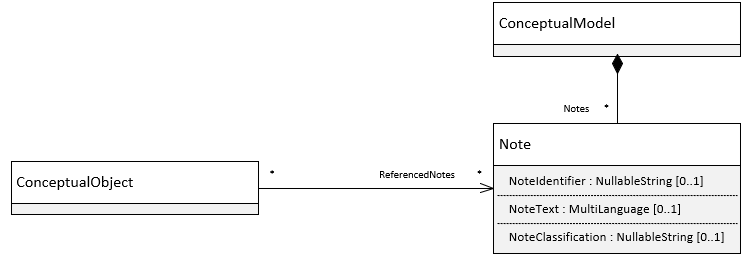 ConceptualModel
Notes *
Note
* ReferencedNotes *
ConceptualObject
NoteIdentifier : NullableString [0..1]
NoteText : MultiLanguage [0..1]
NoteClassification : NullableString [0..1]